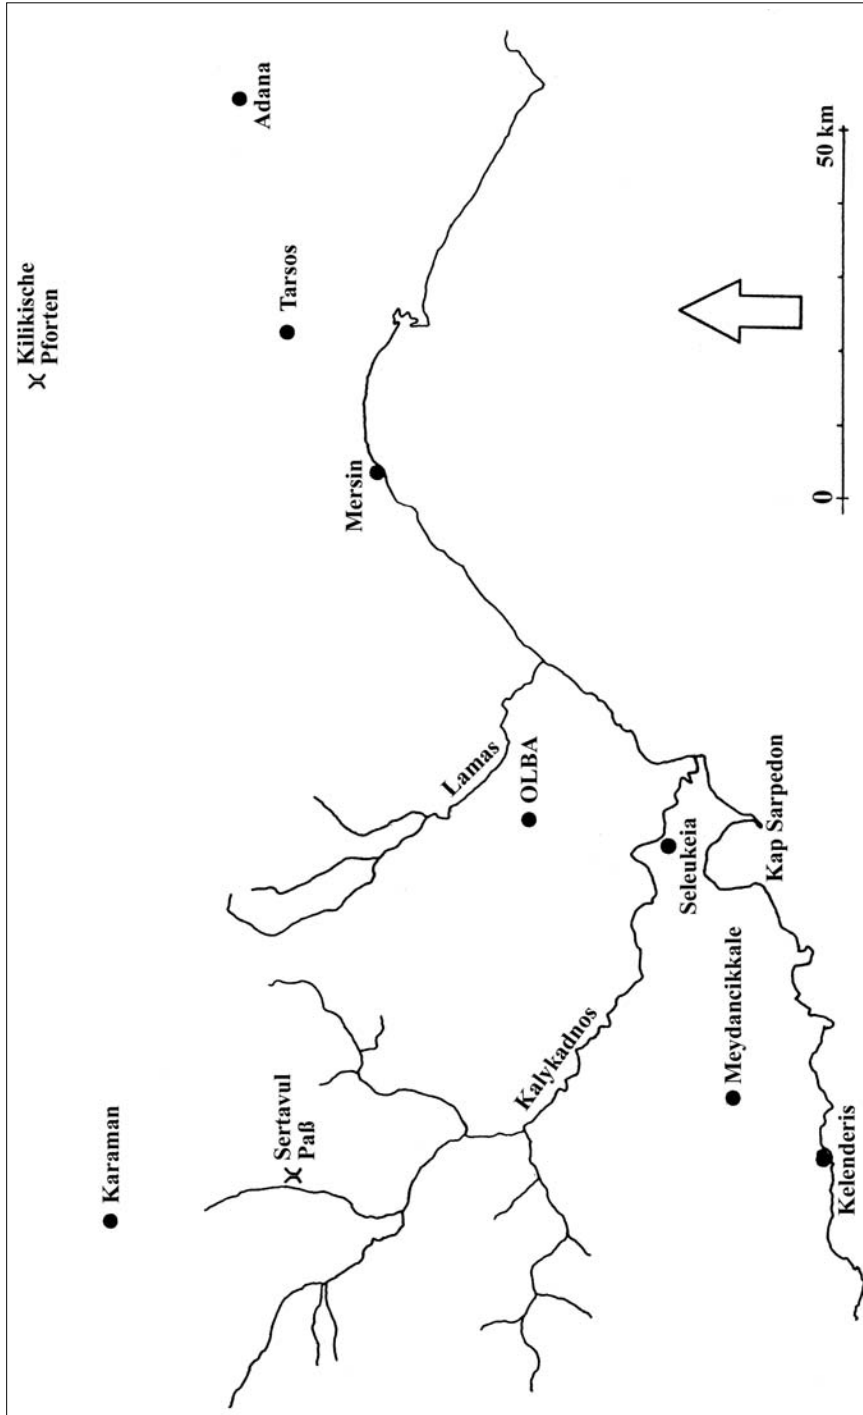 Kilikische
Pforten
Karaman
Adana
Sertavul
Paß
Tarsos
Mersin
Lamas
OLBA
Kalykadnos
Seleukeia
Meydancikkale
Kap Sarpedon
0 50 km
Kelenderis